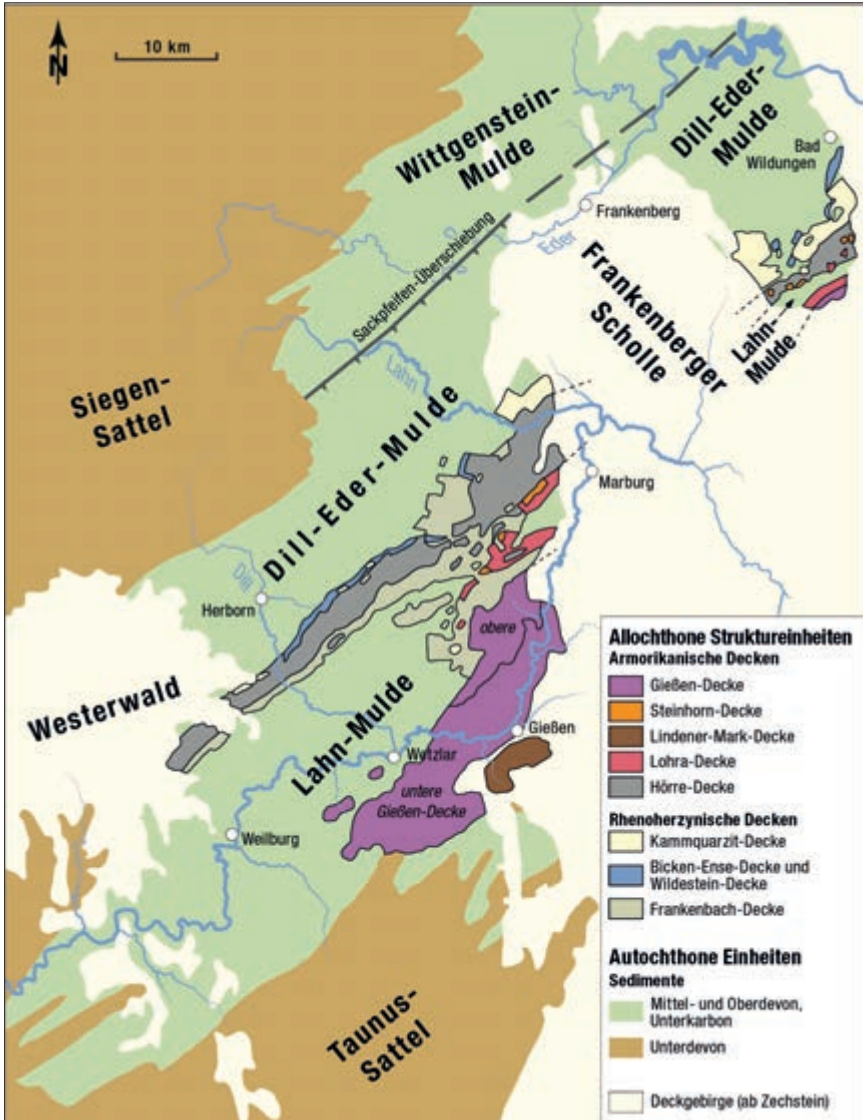 N
10 km
Wittgenstein-
Mulde
Dill-Eder-
Mulde
Bad
Wildungen
Frankenberg
Eder
Sackpfeifen-Überschiebung
Frankenberger
Scholle
Lahn-
Mulde
Siegen-
Sattel
Lahn
Dill-Eder-Mulde
Marburg
Dill
Herborn
obere
Westerwald
Lahn-Mulde
Gießen
Wetzlar
untere
Gießen-Decke
Weilburg
Taunus-
Sattel
Allochthone Struktureinheiten
Armorikanische Decken
Gießen-Decke
Steinhorn-Decke
Lindener-Mark-Decke
Lohra-Decke
Hörre-Decke
Rhenoherzynische Decken
Kammquarzit-Decke
Bicken-Ense-Decke und
Wildestein-Decke
Frankenbach-Decke
Autochthone Einheiten
Sedimente
Mittel- und Oberdevon,
Unterkarbon
Unterdevon
Deckgebirge (ab Zechstein)